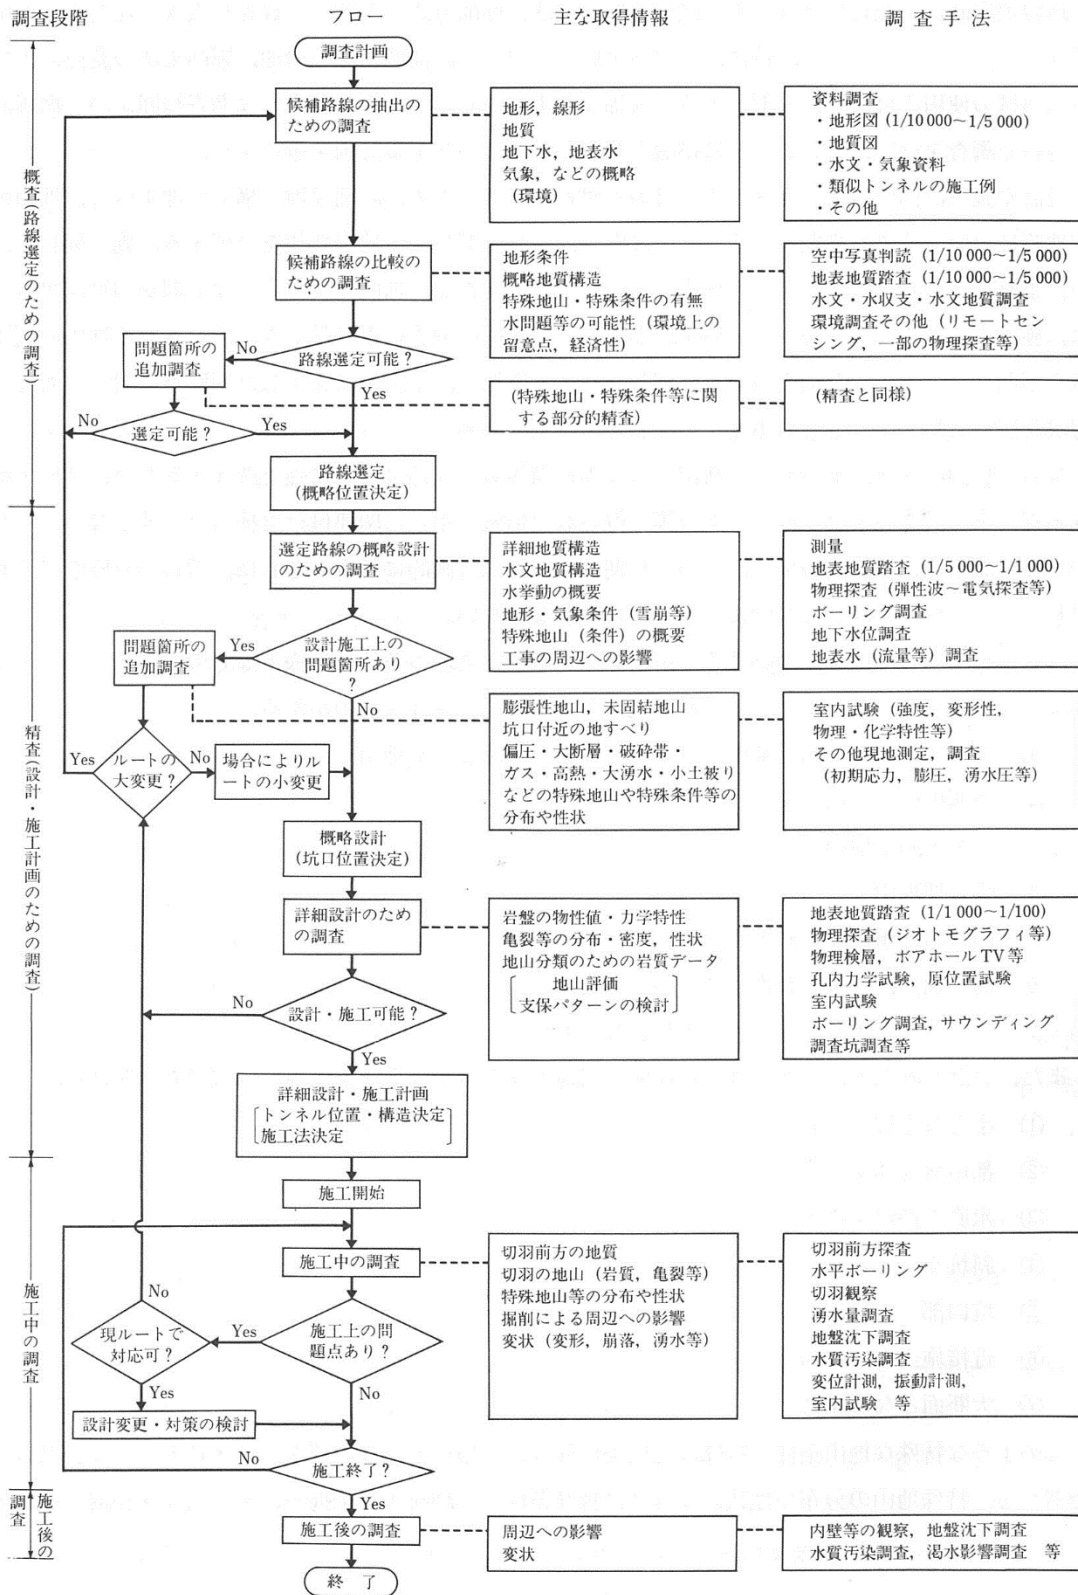 調査段階
フロー
主な取得情報
調査手法
概査(路線選定のための調査)
調査計画
候補路線の抽出の
ための調査
地形，線形
地質
地下水，地表水
気象，などの概略
(環境)
資料調査
・地形図 (1/10 000～1/5 000)
・地質図
・水文・気象資料
・類似トンネルの施工例
・その他
候補路線の比較の
ための調査
地形条件
概略地質構造
特殊地山・特殊条件の有無
水問題等の可能性 (環境上の
留意点，経済性)
空中写真判読 (1/10 000～1/5 000)
地表地質踏査 (1/10 000～1/5 000)
水文・水収支・水文地質調査
環境調査その他 (リモートセン
シング，一部の物理探査等)
問題箇所の
追加調査
No
路線選定可能？
Yes
(特殊地山・特殊条件等に関
する部分的精査)
(精査と同様)
No
選定可能？
Yes
路線選定
(概略位置決定)
精査(設計・施工計画のための調査)
選定路線の概略設計
のための調査
詳細地質構造
水文地質構造
水挙動の概要
地形・気象条件 (雪崩等)
特殊地山 (条件) の概要
工事の周辺への影響
測量
地表地質踏査 (1/5 000～1/1 000)
物理探査 (弾性波～電気探査等)
ボーリング調査
地下水位調査
地表水 (流量等) 調査
問題箇所の
追加調査
Yes
設計施工上の
問題箇所あり
？
No
膨張性地山，未固結地山
坑口付近の地すべり
偏圧・大断層・破砕帯・
ガス・高熱・大湧水・小土被り
などの特殊地山や特殊条件等の
分布や性状
室内試験 (強度，変形性，
物理・化学特性等)
その他現地測定，調査
(初期応力，膨圧，湧水圧等)
Yes
ルートの
大変更？
No
場合によりルー
トの小変更
概略設計
(坑口位置決定)
詳細設計のため
の調査
岩盤の物性値・力学特性
亀裂等の分布・密度，性状
地山分類のための岩質データ
地山評価
支保パターンの検討
地表地質踏査 (1/1 000～1/100)
物理探査 (ジオトモグラフィ等)
物理検層，ボアホールTV等
孔内力学試験，原位置試験
室内試験
ボーリング調査，サウンディング
調査坑調査等
No
設計・施工可能？
Yes
詳細設計・施工計画
トンネル位置・構造決定
施工法決定
施工中の調査
施工開始
施工中の調査
切羽前方の地質
切羽の地山 (岩質，亀裂等)
特殊地山等の分布や性状
掘削による周辺への影響
変状 (変形，崩落，湧水等)
切羽前方探査
水平ボーリング
切羽観察
湧水量調査
地盤沈下調査
水質汚染調査
変位計測，振動計測，
室内試験 等
No
現ルートで
対応可？
Yes
施工上の問
題点あり？
Yes
No
設計変更・対策の検討
No
施工終了？
Yes
施工後の
調査
施工後の調査
周辺への影響
変状
内壁等の観察，地盤沈下調査
水質汚染調査，渇水影響調査 等
終了